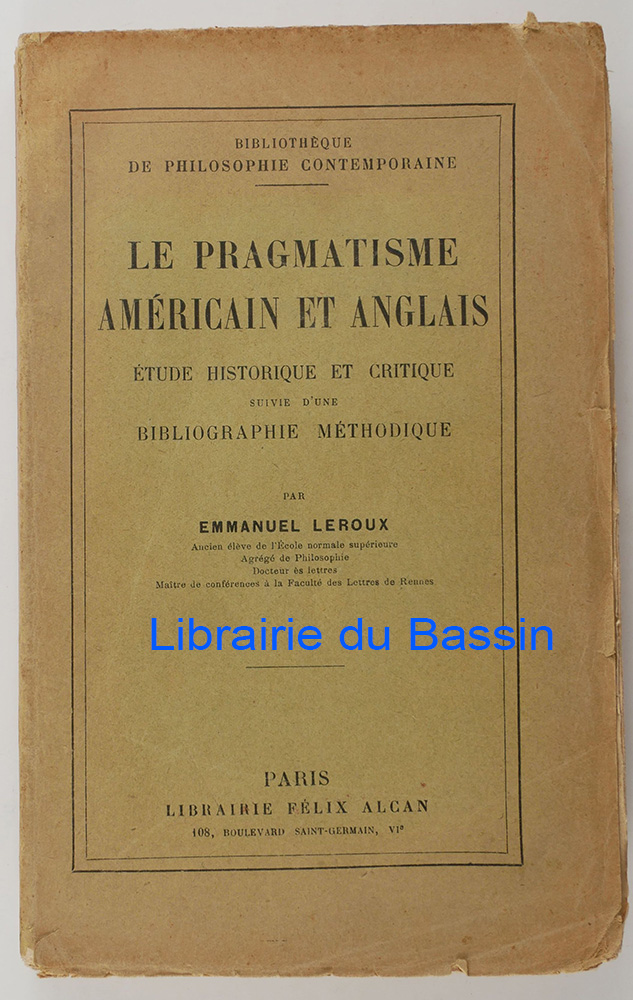 BIBLIOTHÈQUE
DE PHILOSOPHIE CONTEMPORAINE
LE PRAGMATISME
AMÉRICAIN ET ANGLAIS
ÉTUDE HISTORIQUE ET CRITIQUE
SUIVIE D'UNE
BIBLIOGRAPHIE MÉTHODIQUE
PAR
EMMANUEL LEROUX
Ancien élève de l'École normale supérieure
Agrégé de Philosophie
Docteur ès lettres
Maître de conférences à la Faculté des Lettres de Rennes
Librairie du Bassin
PARIS
LIBRAIRIE FÉLIX ALCAN
108, BOULEVARD SAINT-GERMAIN, VIᵉ